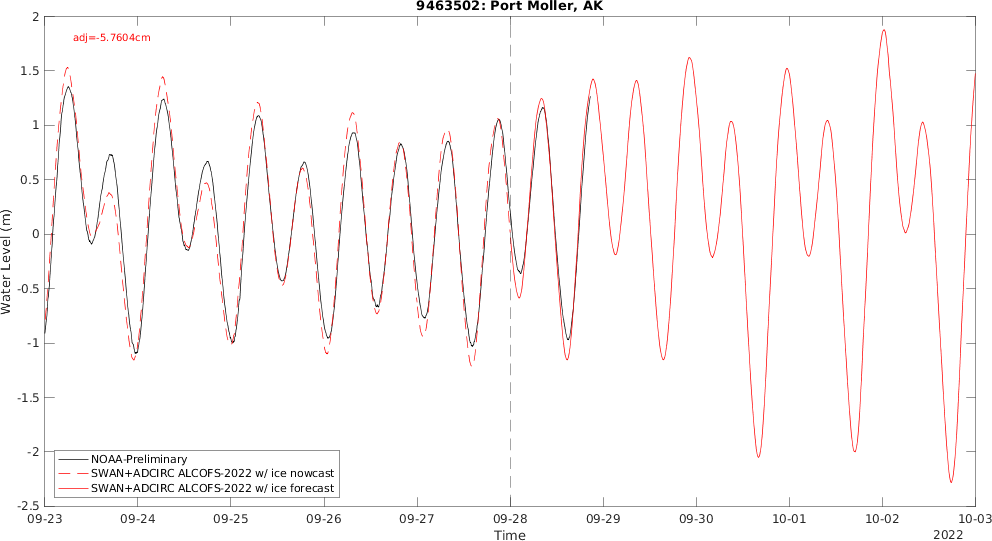 9463502: Port Moller, AK
adj=-5.7604cm
2
1.5
1
0.5
0
-0.5
-1
-1.5
-2
-2.5
Water Level (m)
NOAA-Preliminary
SWAN+ADCIRC ALCOFS-2022 w/ ice nowcast
SWAN+ADCIRC ALCOFS-2022 w/ ice forecast
09-23 09-24 09-25 09-26 09-27 09-28 09-29 09-30 10-01 10-02 10-03
Time
2022